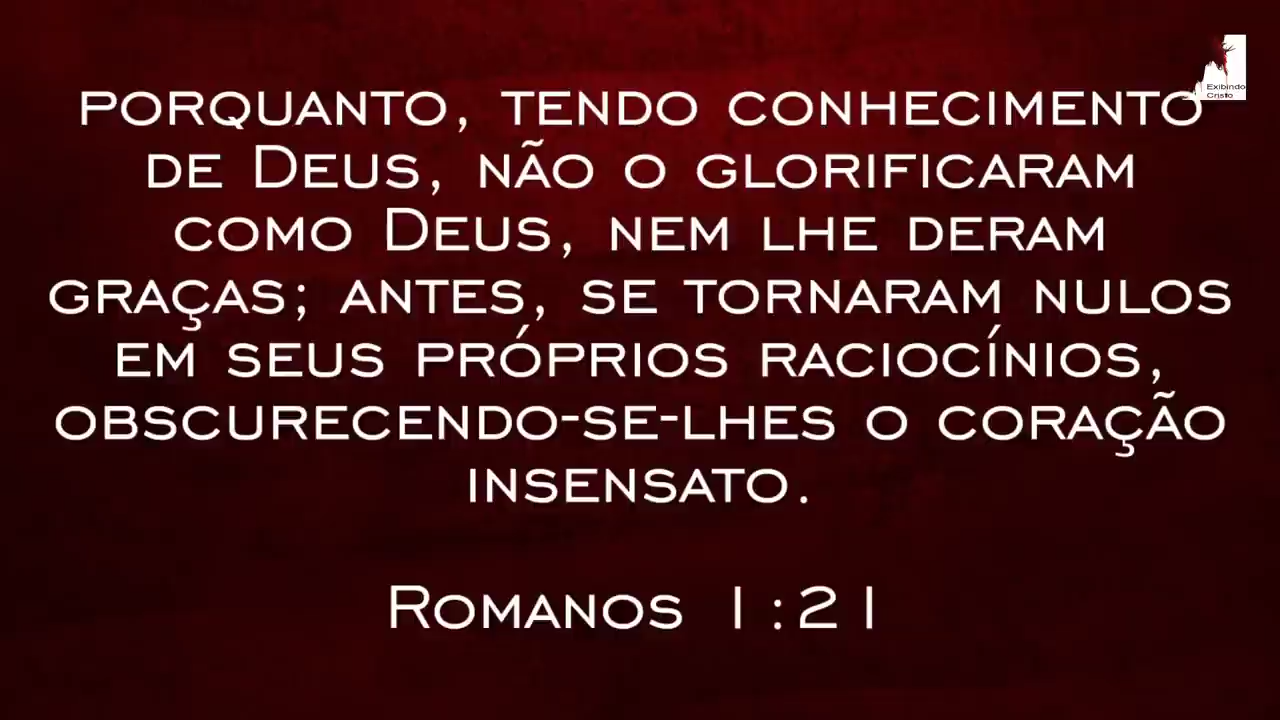 PORQUANTO, TENDO CONHECIMENTO
DE DEUS, NÃO O GLORIFICARAM
COMO DEUS, NEM LHE DERAM
GRAÇAS; ANTES, SE TORNARAM NULOS
EM SEUS PRÓPRIOS RACIOCÍNIOS,
OBSCURECENDO-SE-LHES O CORAÇÃO
INSENSATO.
ROMANOS 1:21
Exibindo
Cristo